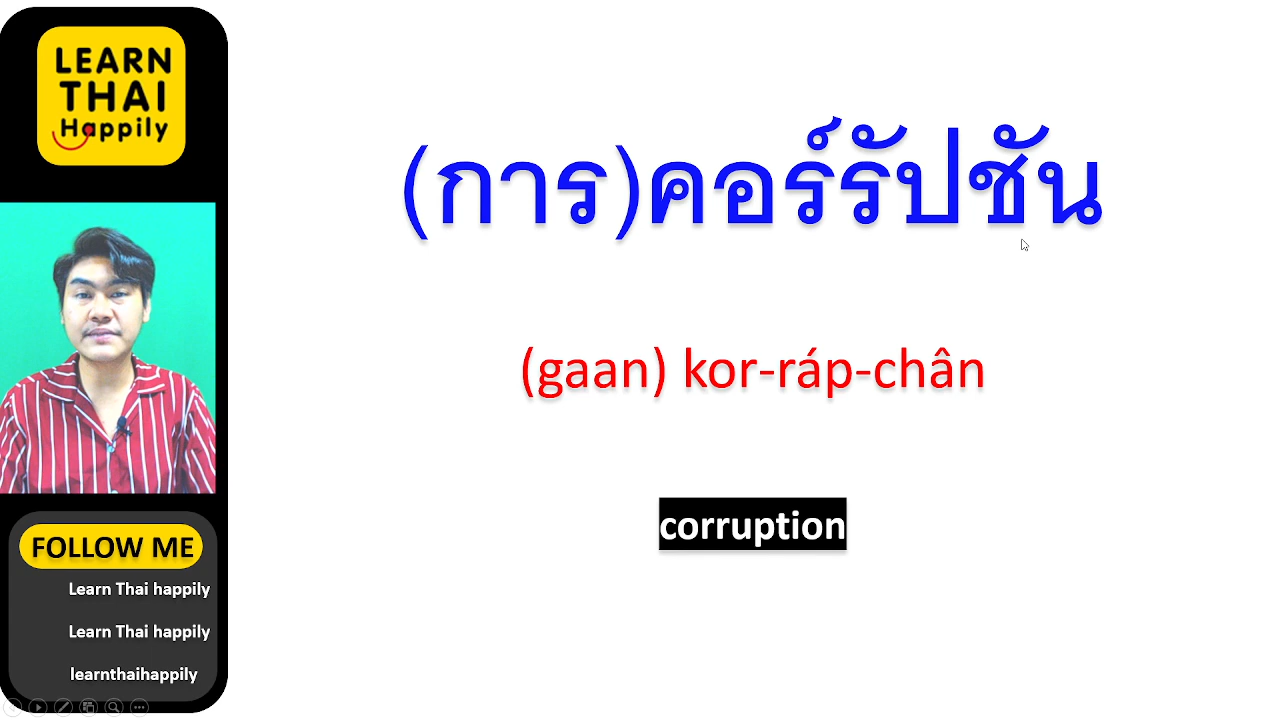 LEARN
THAI
Happily
(การ)คอร์รัปชัน
(gaan) kor-ráp-chân
corruption
FOLLOW ME
Learn Thai happily
Learn Thai happily
learnthaihappily